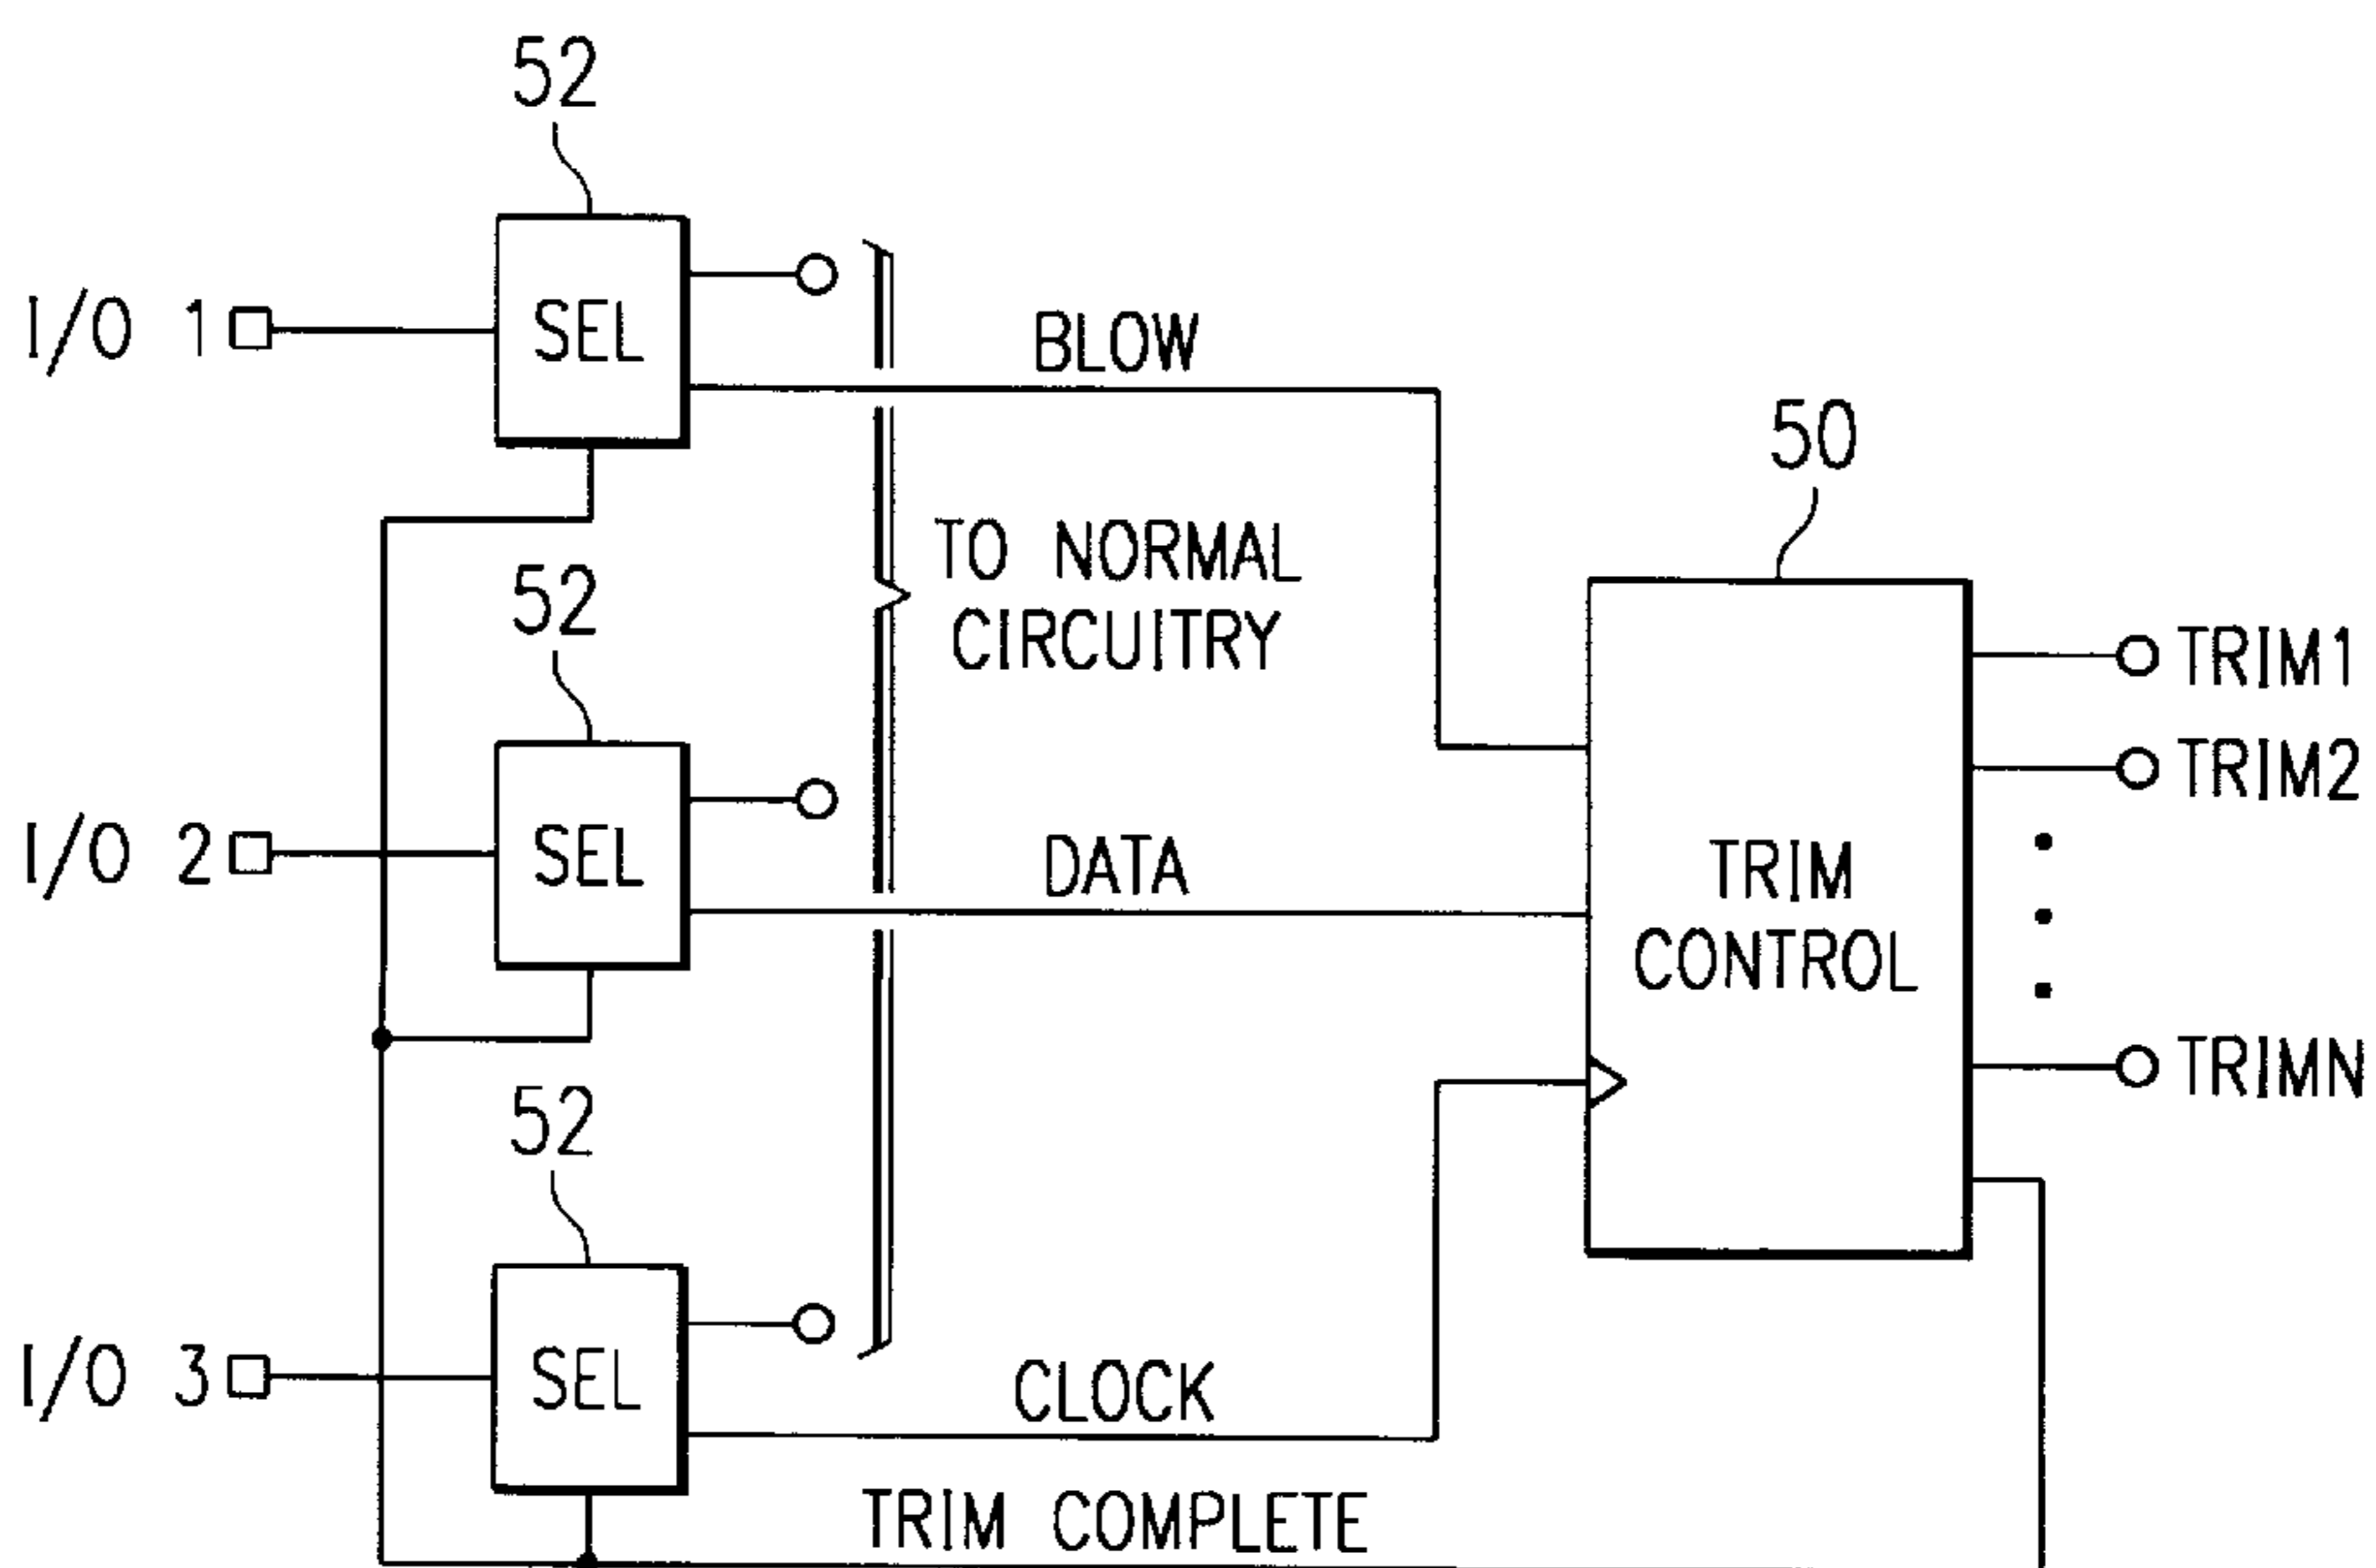 52
I/O 1
SEL
BLOW
50
TO NORMAL
CIRCUITRY
52
TRIM1
TRIM2
I/O 2
SEL
DATA
TRIM
CONTROL
TRIMN
52
I/O 3
SEL
CLOCK
TRIM COMPLETE